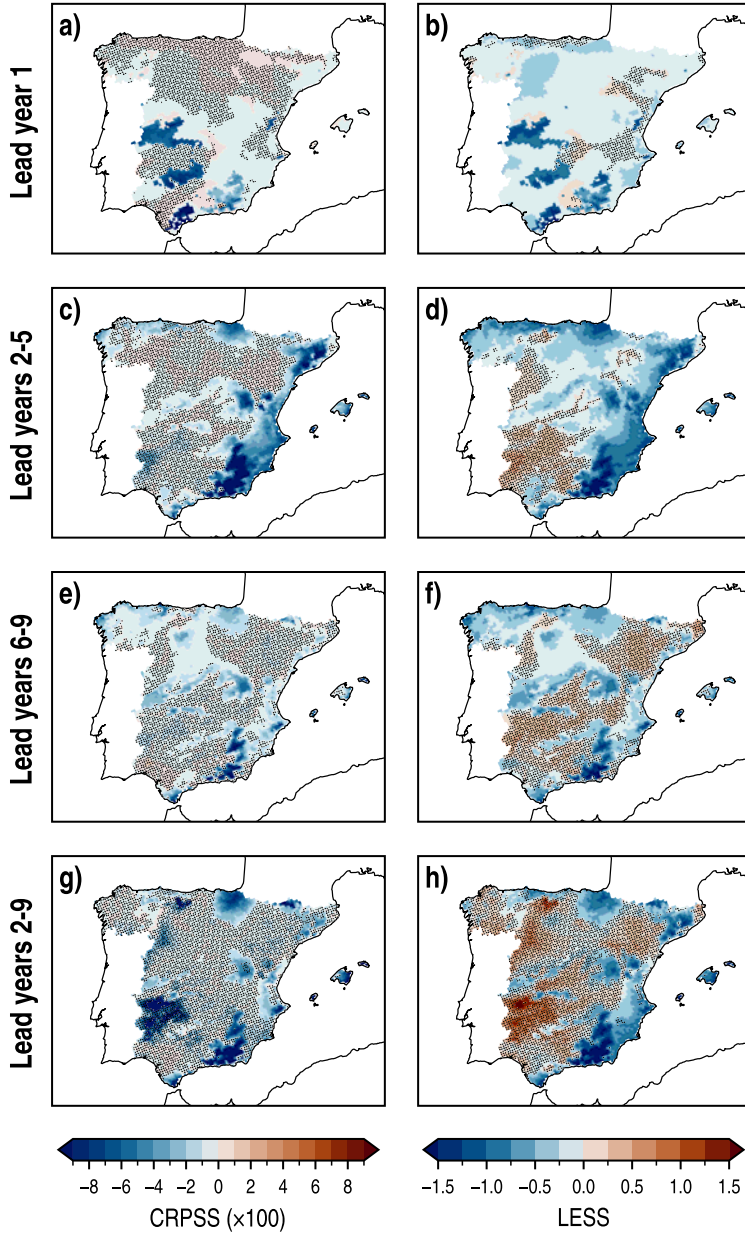 a)
b)
Lead year 1
c)
d)
Lead years 2-5
e)
f)
Lead years 6-9
g)
h)
Lead years 2-9
−8 −6 −4 −2 0 2 4 6 8
CRPSS (×100)
−1.5 −1.0 −0.5 0.0 0.5 1.0 1.5
LESS